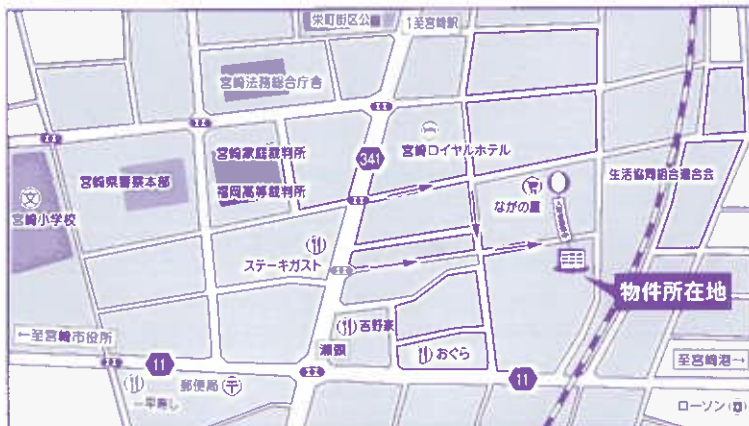 栄町街区公園
↑至宮崎駅
宮崎法務総合庁舎
宮崎家庭裁判所
福岡高等裁判所
宮崎県警察本部
宮崎小学校
341
宮崎ロイヤルホテル
ながの屋
生活協同組合連合会
ステーキガスト
物件所在地
←至宮崎市役所
吉野家
瀬頭
おぐら
11
11
至宮崎港→
郵便局
一平寿し
ローソン